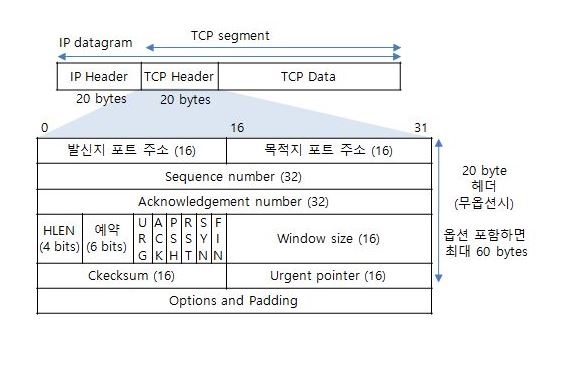 TCP segment
IP datagram
IP Header TCP Header TCP Data
20 bytes 20 bytes
0 16 31
발신지 포트 주소 (16) 목적지 포트 주소 (16)
Sequence number (32)
Acknowledgement number (32)
HLEN (4 bits)
예약 (6 bits)
URG
ACK
PSH
RST
SYN
FIN
Window size (16)
Ckecksum (16) Urgent pointer (16)
Options and Padding
20 byte
헤더
(무옵션시)
옵션 포함하면
최대 60 bytes